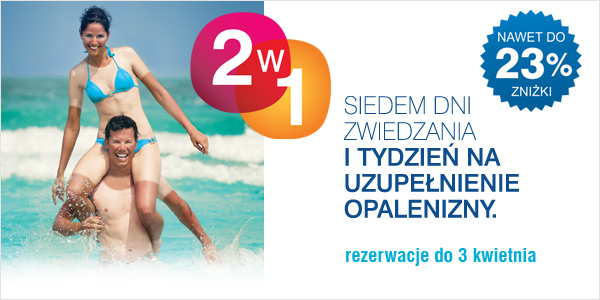 2 w 1
NAWET DO
23%
ZNIŻKI
SIEDEM DNI
ZWIEDZANIA
I TYDZIEŃ NA
UZUPEŁNIENIE
OPALENIZNY.
rezerwacje do 3 kwietnia